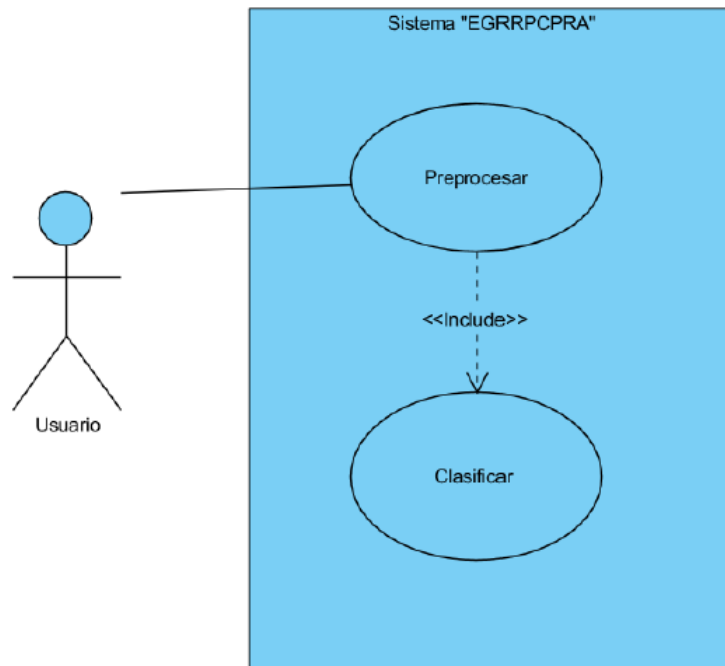 Sistema "EGRRPCPRA"
Preprocesar
<<Include>>
Usuario
Clasificar